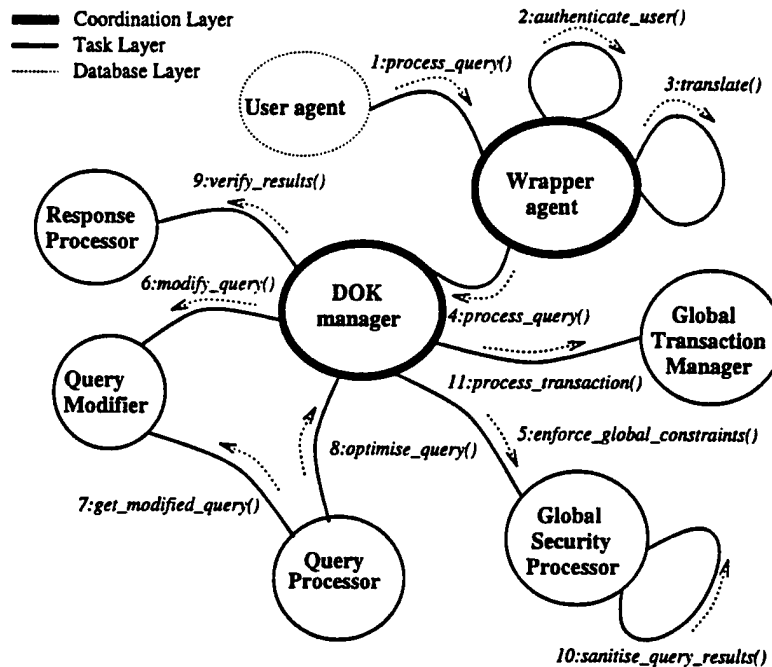 Coordination Layer
Task Layer
Database Layer
2:authenticate_user()
1:process_query()
3:translate()
User agent
Wrapper
agent
9:verify_results()
Response
Processor
6:modify_query()
DOK
manager
4:process_query()
Global
Transaction
Manager
Query
Modifier
11:process_transaction()
5:enforce_global_constraints()
8:optimise_query()
7:get_modified_query()
Global
Security
Processor
Query
Processor
10:sanitise_query_results()